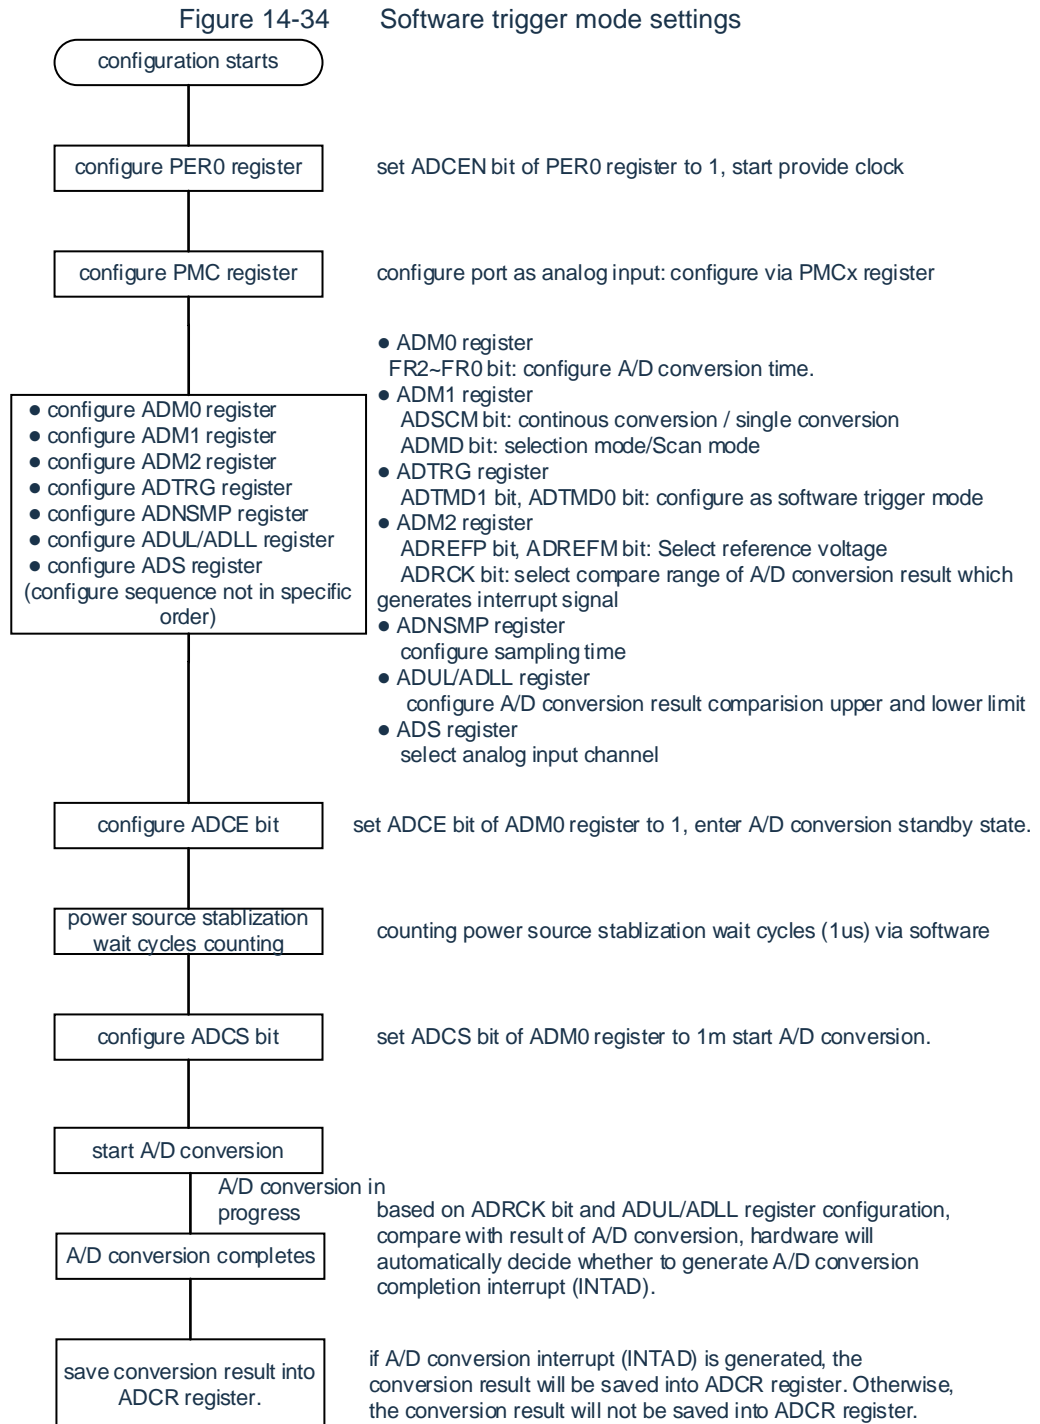 Figure 14-34 Software trigger mode settings
configuration starts
configure PER0 register
set ADCEN bit of PER0 register to 1, start provide clock
configure PMC register
configure port as analog input: configure via PMCx register
● configure ADM0 register
● configure ADM1 register
● configure ADM2 register
● configure ADTRG register
● configure ADNSMP register
● configure ADUL/ADLL register
● configure ADS register
(configure sequence not in specific
order)
● ADM0 register
FR2~FR0 bit: configure A/D conversion time.
● ADM1 register
ADSCM bit: continous conversion / single conversion
ADMD bit: selection mode/Scan mode
● ADTRG register
ADTMD1 bit, ADTMD0 bit: configure as software trigger mode
● ADM2 register
ADREFP bit, ADREFM bit: Select reference voltage
ADRCK bit: select compare range of A/D conversion result which
generates interrupt signal
● ADNSMP register
configure sampling time
● ADUL/ADLL register
configure A/D conversion result comparision upper and lower limit
● ADS register
select analog input channel
configure ADCE bit
set ADCE bit of ADM0 register to 1, enter A/D conversion standby state.
power source stablization
wait cycles counting
counting power source stablization wait cycles (1us) via software
configure ADCS bit
set ADCS bit of ADM0 register to 1m start A/D conversion.
start A/D conversion
A/D conversion in
progress
A/D conversion completes
based on ADRCK bit and ADUL/ADLL register configuration,
compare with result of A/D conversion, hardware will
automatically decide whether to generate A/D conversion
completion interrupt (INTAD).
save conversion result into
ADCR register.
if A/D conversion interrupt (INTAD) is generated, the
conversion result will be saved into ADCR register. Otherwise,
the conversion result will not be saved into ADCR register.